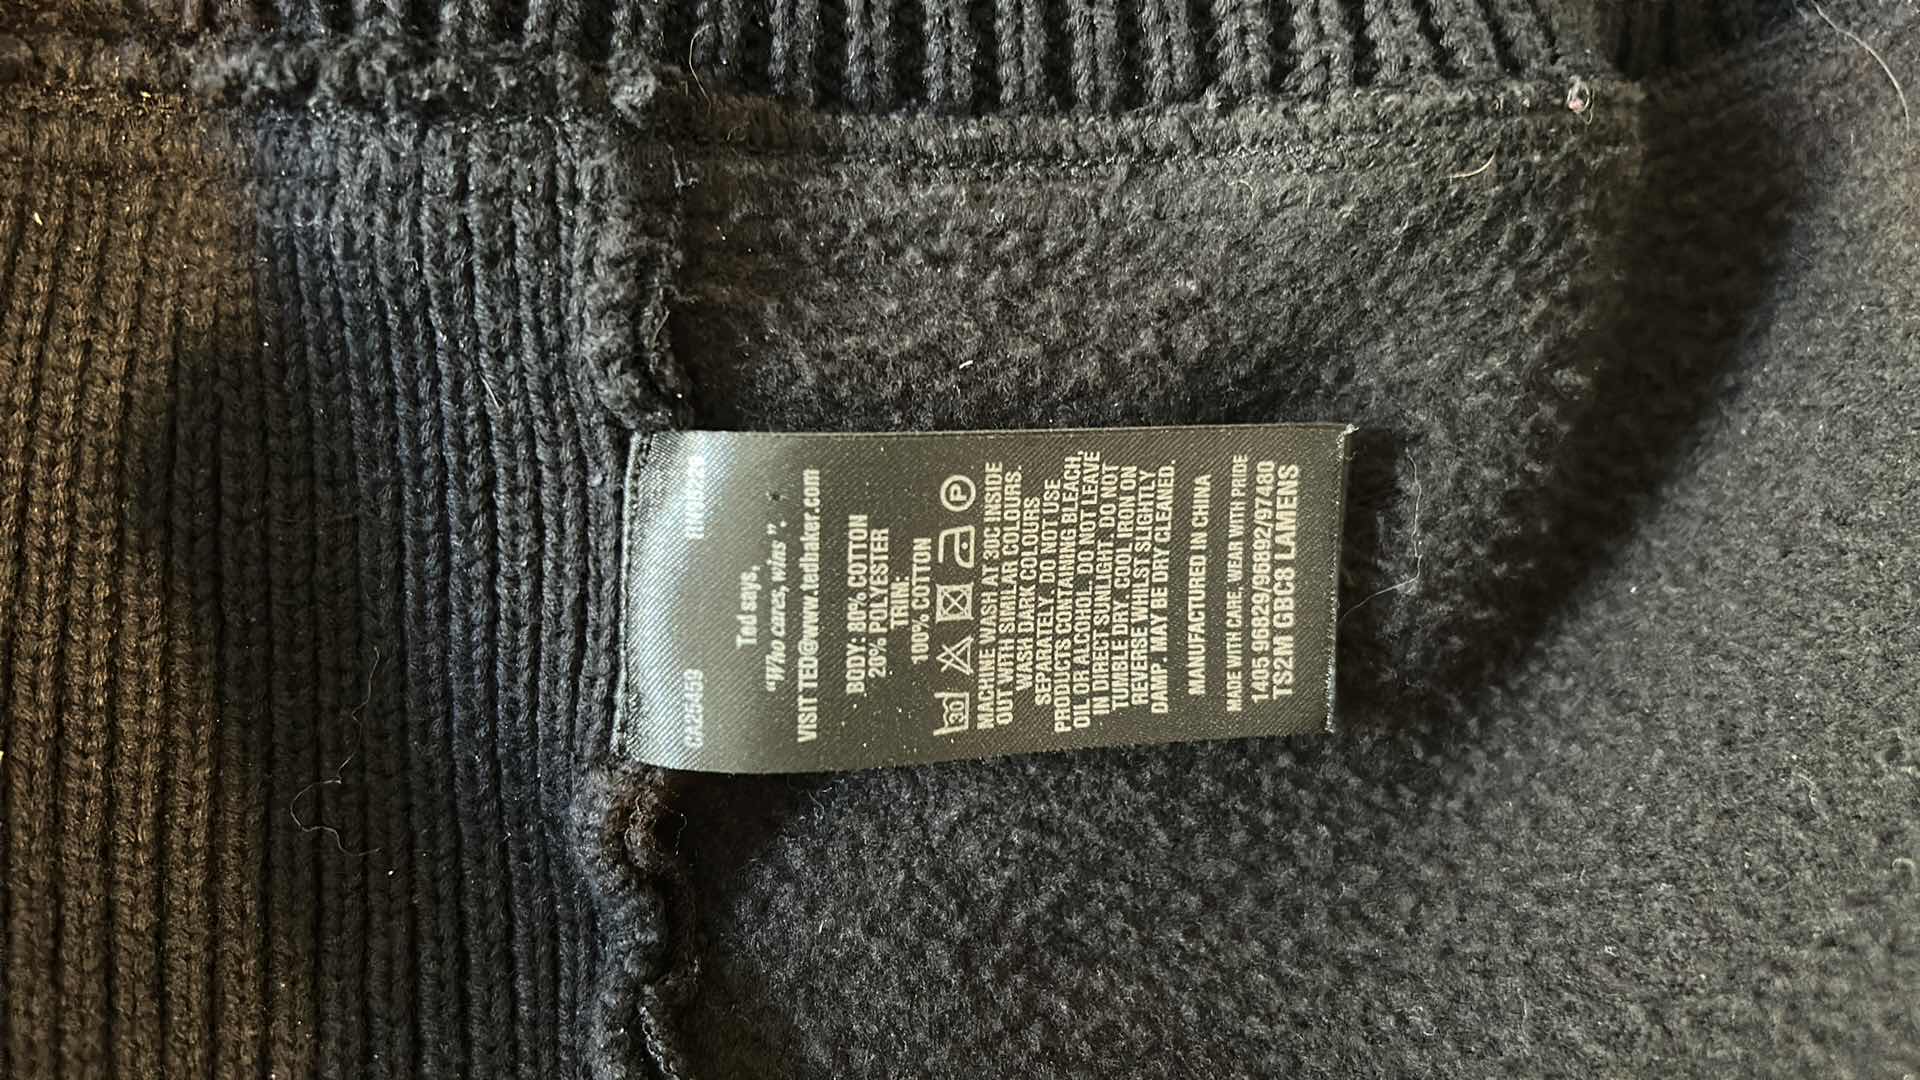 Ted says,
"Who cares, wins".
VISIT TED@www.tedbaker.com
BODY: 80% COTTON
20% POLYESTER
TRIM:
100% COTTON
30 P
MACHINE WASH AT 30C INSIDE
OUT WITH SIMILAR COLOURS.
WASH DARK COLOURS
SEPARATELY. DO NOT USE
PRODUCTS CONTAINING BLEACH,
OIL OR ALCOHOL. DO NOT LEAVE
IN DIRECT SUNLIGHT. DO NOT
TUMBLE DRY. COOL IRON ON
REVERSE WHILST SLIGHTLY
DAMP. MAY BE DRY CLEANED.
MANUFACTURED IN CHINA
MADE WITH CARE, WEAR WITH PRIDE
1405 96829/96892/97480
TS2M GBC8 LAMENS